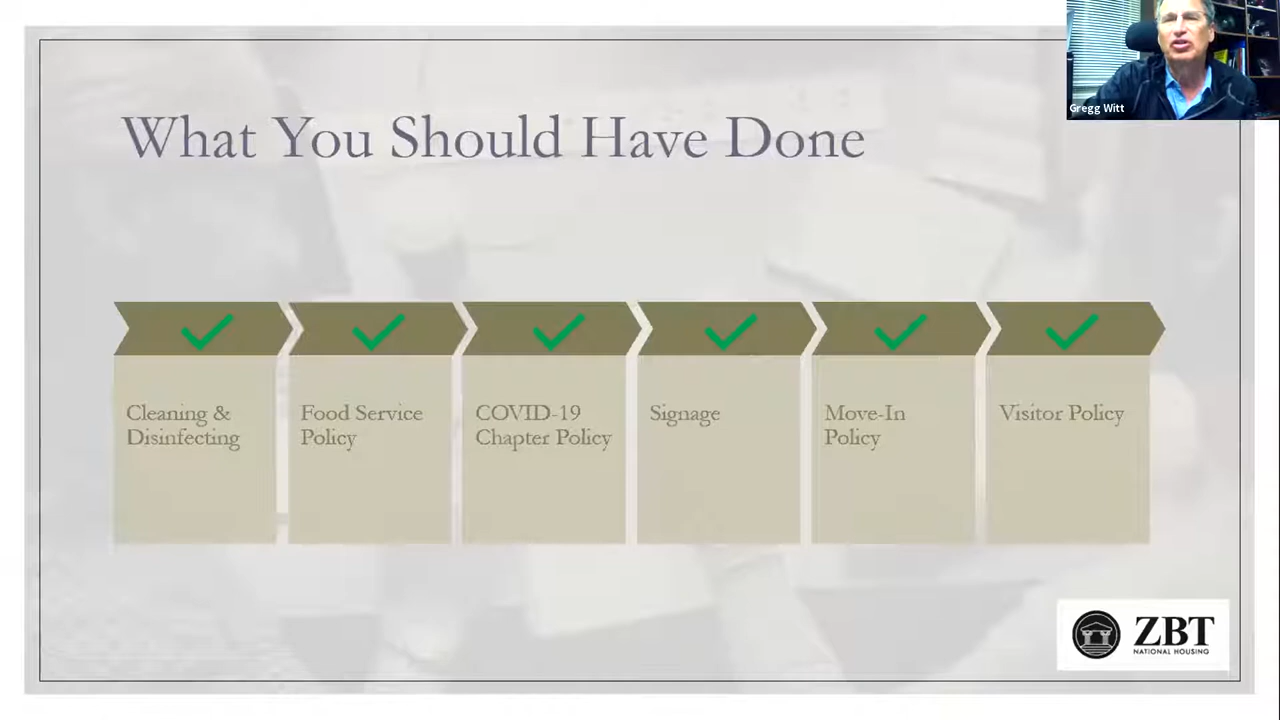 Gregg Witt
What You Should Have Done
Cleaning &
Disinfecting
Food Service
Policy
COVID-19
Chapter Policy
Signage
Move-In
Policy
Visitor Policy
ZBT
NATIONAL HOUSING